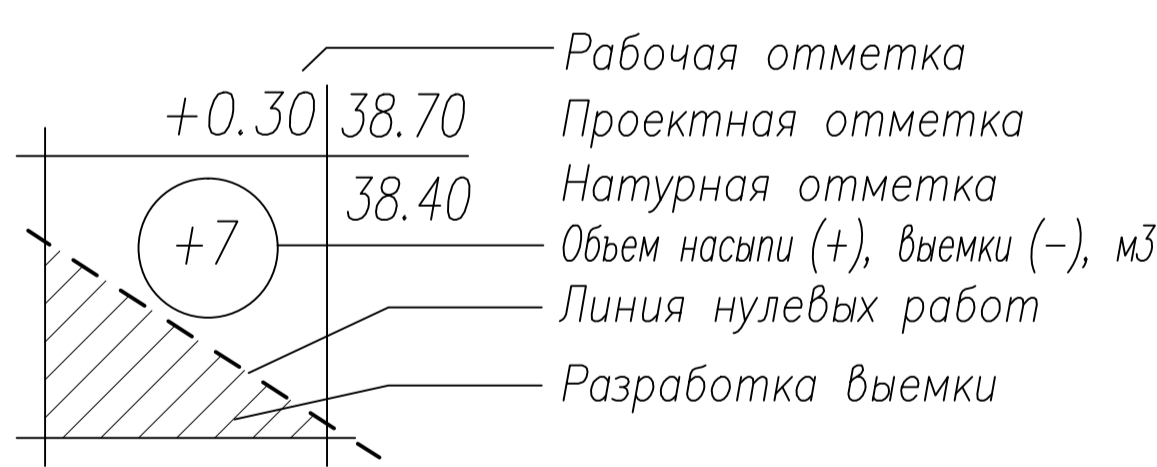 Рабочая отметка
+0.30 38.70 Проектная отметка
38.40 Натурная отметка
+7 Объем насыпи (+), выемки (-), м3
Линия нулевых работ
Разработка выемки